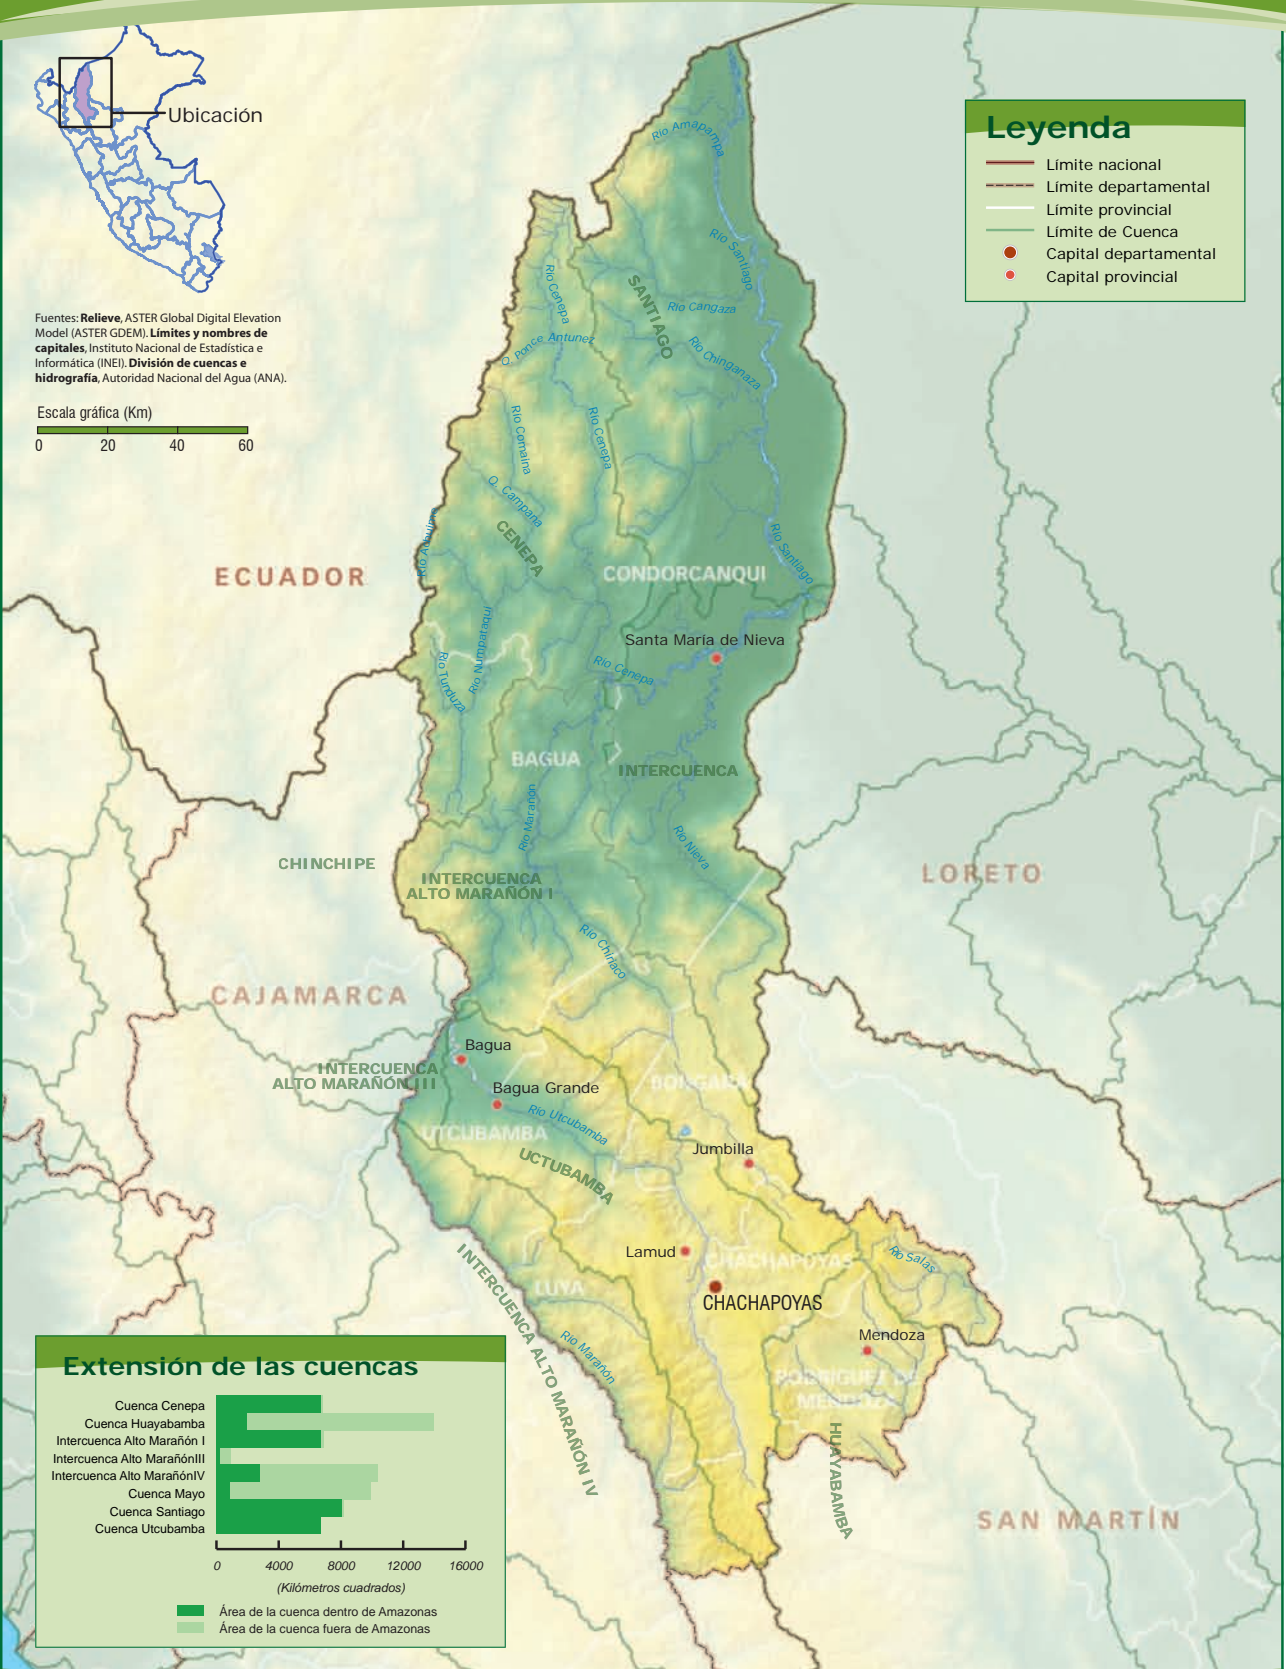 Ubicación
Leyenda
Límite nacional
Límite departamental
Límite provincial
Límite de Cuenca
Capital departamental
Capital provincial
Fuentes: Relieve, ASTER Global Digital Elevation
Model (ASTER GDEM). Límites y nombres de
capitales, Instituto Nacional de Estadística e
Informática (INEI). División de cuencas e
hidrografía, Autoridad Nacional del Agua (ANA).
Escala gráfica (Km)
0 20 40 60
Río Amapampa
Río Santiago
Río Cenepa
SANTIAGO
Río Cangaza
Q. Ponce Antunez
Río Chinganaza
Río Comaina
Río Cenepa
Q. Campana
CENEPA
Río Santiago
ECUADOR
CONDORCANQUI
Santa María de Nieva
Río Numpataqui
Río Tunduza
Río Cenepa
BAGUA
INTERCUENCA
Río Marañón
Río Nieva
CHINCHIPE
INTERCUENCA
ALTO MARAÑÓN I
LORETO
Río Chiriaco
CAJAMARCA
Bagua
INTERCUENCA
ALTO MARAÑÓN III
Bagua Grande
BONGARÁ
Río Utcubamba
UTCUBAMBA
Jumbilla
UCTUBAMBA
Lamud
CHACHAPOYAS
Río Salas
LUYA
CHACHAPOYAS
INTERCUENCA ALTO MARAÑÓN IV
Río Marañón
Mendoza
RODRÍGUEZ DE
MENDOZA
HUAYABAMBA
SAN MARTÍN
Extensión de las cuencas
Cuenca Cenepa
Cuenca Huayabamba
Intercuenca Alto Marañón I
Intercuenca Alto MarañónIII
Intercuenca Alto MarañónIV
Cuenca Mayo
Cuenca Santiago
Cuenca Utcubamba
0 4000 8000 12000 16000
(Kilómetros cuadrados)
Área de la cuenca dentro de Amazonas
Área de la cuenca fuera de Amazonas